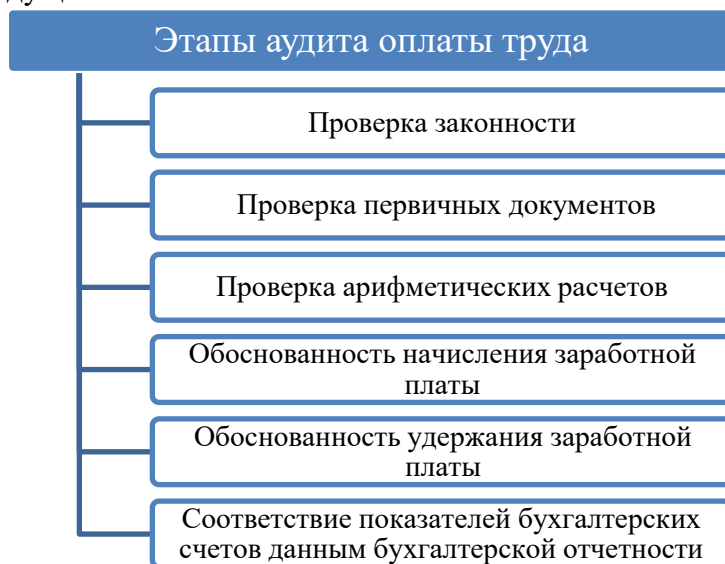 Этапы аудита оплаты труда
Проверка законности
Проверка первичных документов
Проверка арифметических расчетов
Обоснованность начисления заработной
платы
Обоснованность удержания заработной
платы
Соответствие показателей бухгалтерских
счетов данным бухгалтерской отчетности